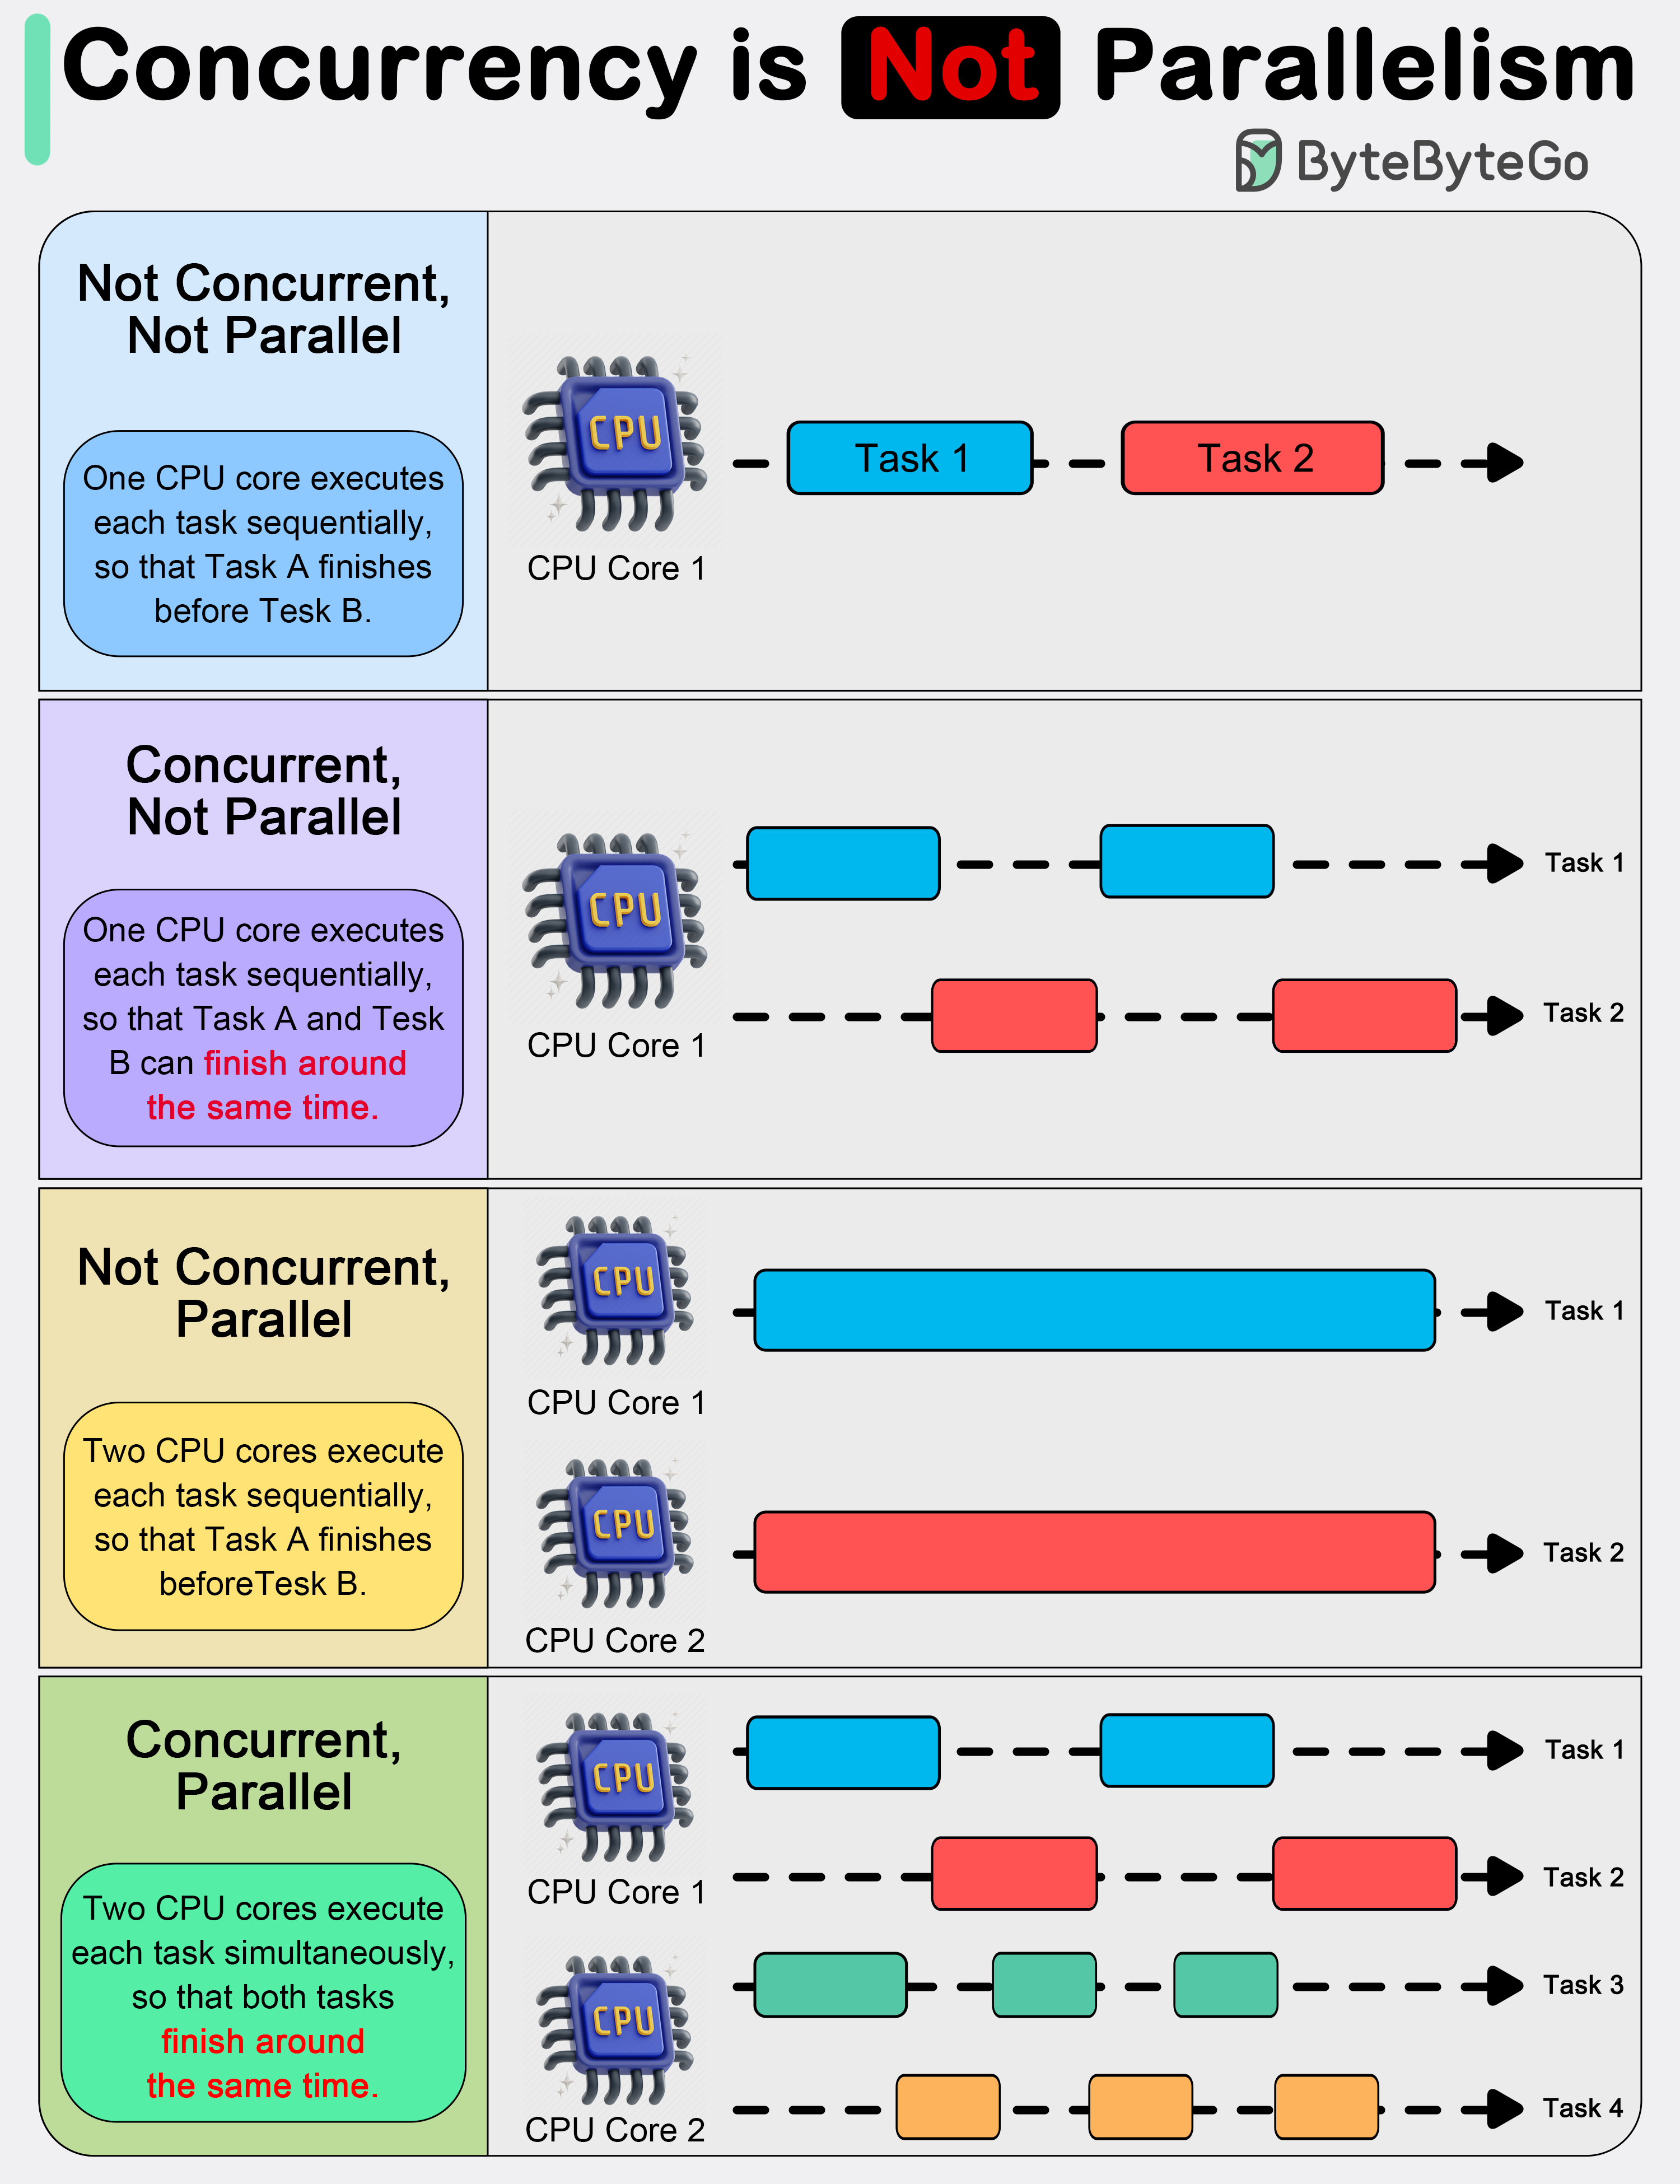 Concurrency is Not Parallelism
ByteByteGo
Not Concurrent,
Not Parallel
One CPU core executes
each task sequentially,
so that Task A finishes
before Tesk B.
CPU
CPU Core 1
Task 1
Task 2
Concurrent,
Not Parallel
One CPU core executes
each task sequentially,
so that Task A and Tesk
B can finish around
the same time.
CPU
CPU Core 1
Task 1
Task 2
Not Concurrent,
Parallel
Two CPU cores execute
each task sequentially,
so that Task A finishes
beforeTesk B.
CPU
CPU Core 1
Task 1
CPU
CPU Core 2
Task 2
Concurrent,
Parallel
Two CPU cores execute
each task simultaneously,
so that both tasks
finish around
the same time.
CPU
CPU Core 1
Task 1
Task 2
CPU
CPU Core 2
Task 3
Task 4